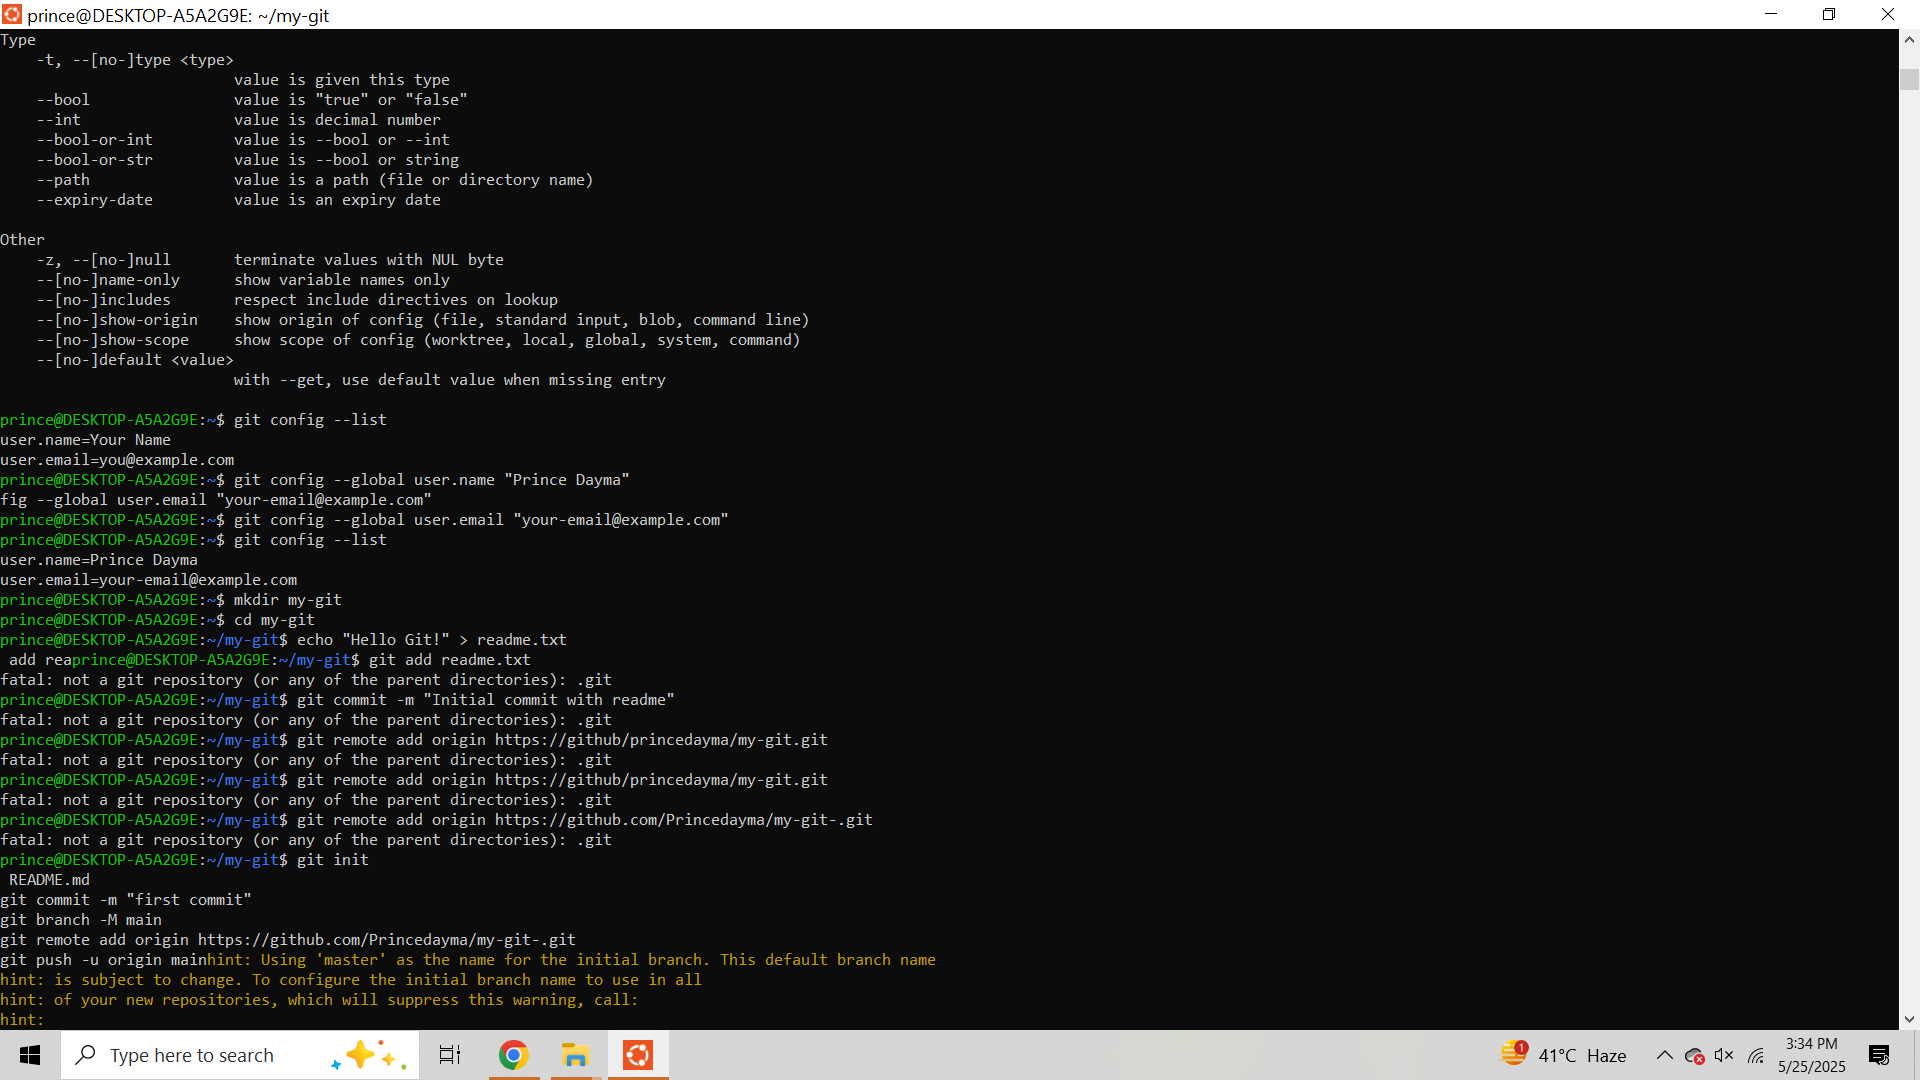 prince@DESKTOP-A5A2G9E: ~/my-git
Type
    -t, --[no-]type <type>
                          value is given this type
    --bool                value is "true" or "false"
    --int                 value is decimal number
    --bool-or-int         value is --bool or --int
    --bool-or-str         value is --bool or string
    --path                value is a path (file or directory name)
    --expiry-date         value is an expiry date

Other
    -z, --[no-]null       terminate values with NUL byte
    --[no-]name-only      show variable names only
    --[no-]includes       respect include directives on lookup
    --[no-]show-origin    show origin of config (file, standard input, blob, command line)
    --[no-]show-scope     show scope of config (worktree, local, global, system, command)
    --[no-]default <value>
                          with --get, use default value when missing entry

prince@DESKTOP-A5A2G9E:~$ git config --list
user.name=Your Name
user.email=you@example.com
prince@DESKTOP-A5A2G9E:~$ git config --global user.name "Prince Dayma"
fig --global user.email "your-email@example.com"
prince@DESKTOP-A5A2G9E:~$ git config --global user.email "your-email@example.com"
prince@DESKTOP-A5A2G9E:~$ git config --list
user.name=Prince Dayma
user.email=your-email@example.com
prince@DESKTOP-A5A2G9E:~$ mkdir my-git
prince@DESKTOP-A5A2G9E:~$ cd my-git
prince@DESKTOP-A5A2G9E:~/my-git$ echo "Hello Git!" > readme.txt
 add reaprince@DESKTOP-A5A2G9E:~/my-git$ git add readme.txt
fatal: not a git repository (or any of the parent directories): .git
prince@DESKTOP-A5A2G9E:~/my-git$ git commit -m "Initial commit with readme"
fatal: not a git repository (or any of the parent directories): .git
prince@DESKTOP-A5A2G9E:~/my-git$ git remote add origin https://github/princedayma/my-git.git
fatal: not a git repository (or any of the parent directories): .git
prince@DESKTOP-A5A2G9E:~/my-git$ git remote add origin https://github/princedayma/my-git.git
fatal: not a git repository (or any of the parent directories): .git
prince@DESKTOP-A5A2G9E:~/my-git$ git remote add origin https://github.com/Princedayma/my-git-.git
fatal: not a git repository (or any of the parent directories): .git
prince@DESKTOP-A5A2G9E:~/my-git$ git init
 README.md
git commit -m "first commit"
git branch -M main
git remote add origin https://github.com/Princedayma/my-git-.git
git push -u origin mainhint: Using 'master' as the name for the initial branch. This default branch name
hint: is subject to change. To configure the initial branch name to use in all
hint: of your new repositories, which will suppress this warning, call:
hint:
Type here to search
1
41°C Haze
3:34 PM
5/25/2025